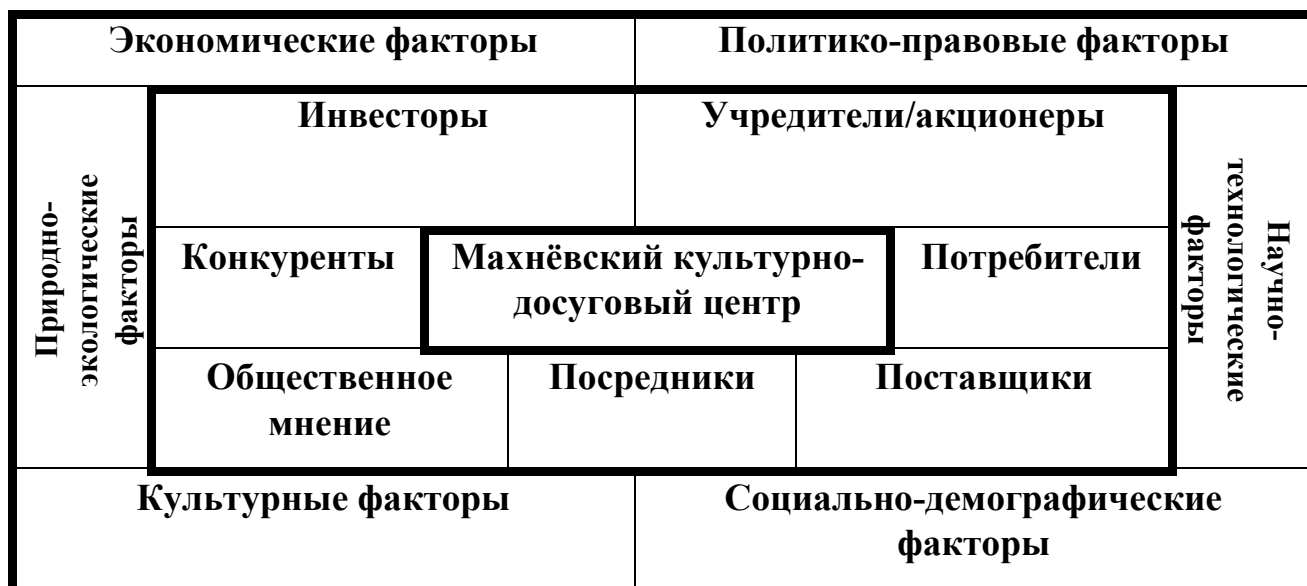 Экономические факторы
Политико-правовые факторы
Природно-
экологические
факторы
Инвесторы
Учредители/акционеры
Научно-
технологические
факторы
Конкуренты
Махнёвский культурно-
досуговый центр
Потребители
Общественное
мнение
Посредники
Поставщики
Культурные факторы
Социально-демографические
факторы